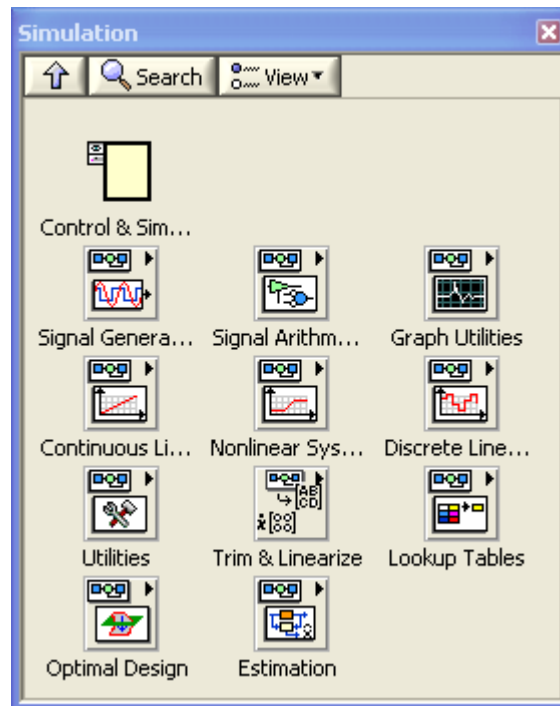 Simulation
Search View
Control & Sim...
Signal Genera... Signal Arithm... Graph Utilities
Continuous Li... Nonlinear Sys... Discrete Line...
Utilities Trim & Linearize Lookup Tables
Optimal Design Estimation